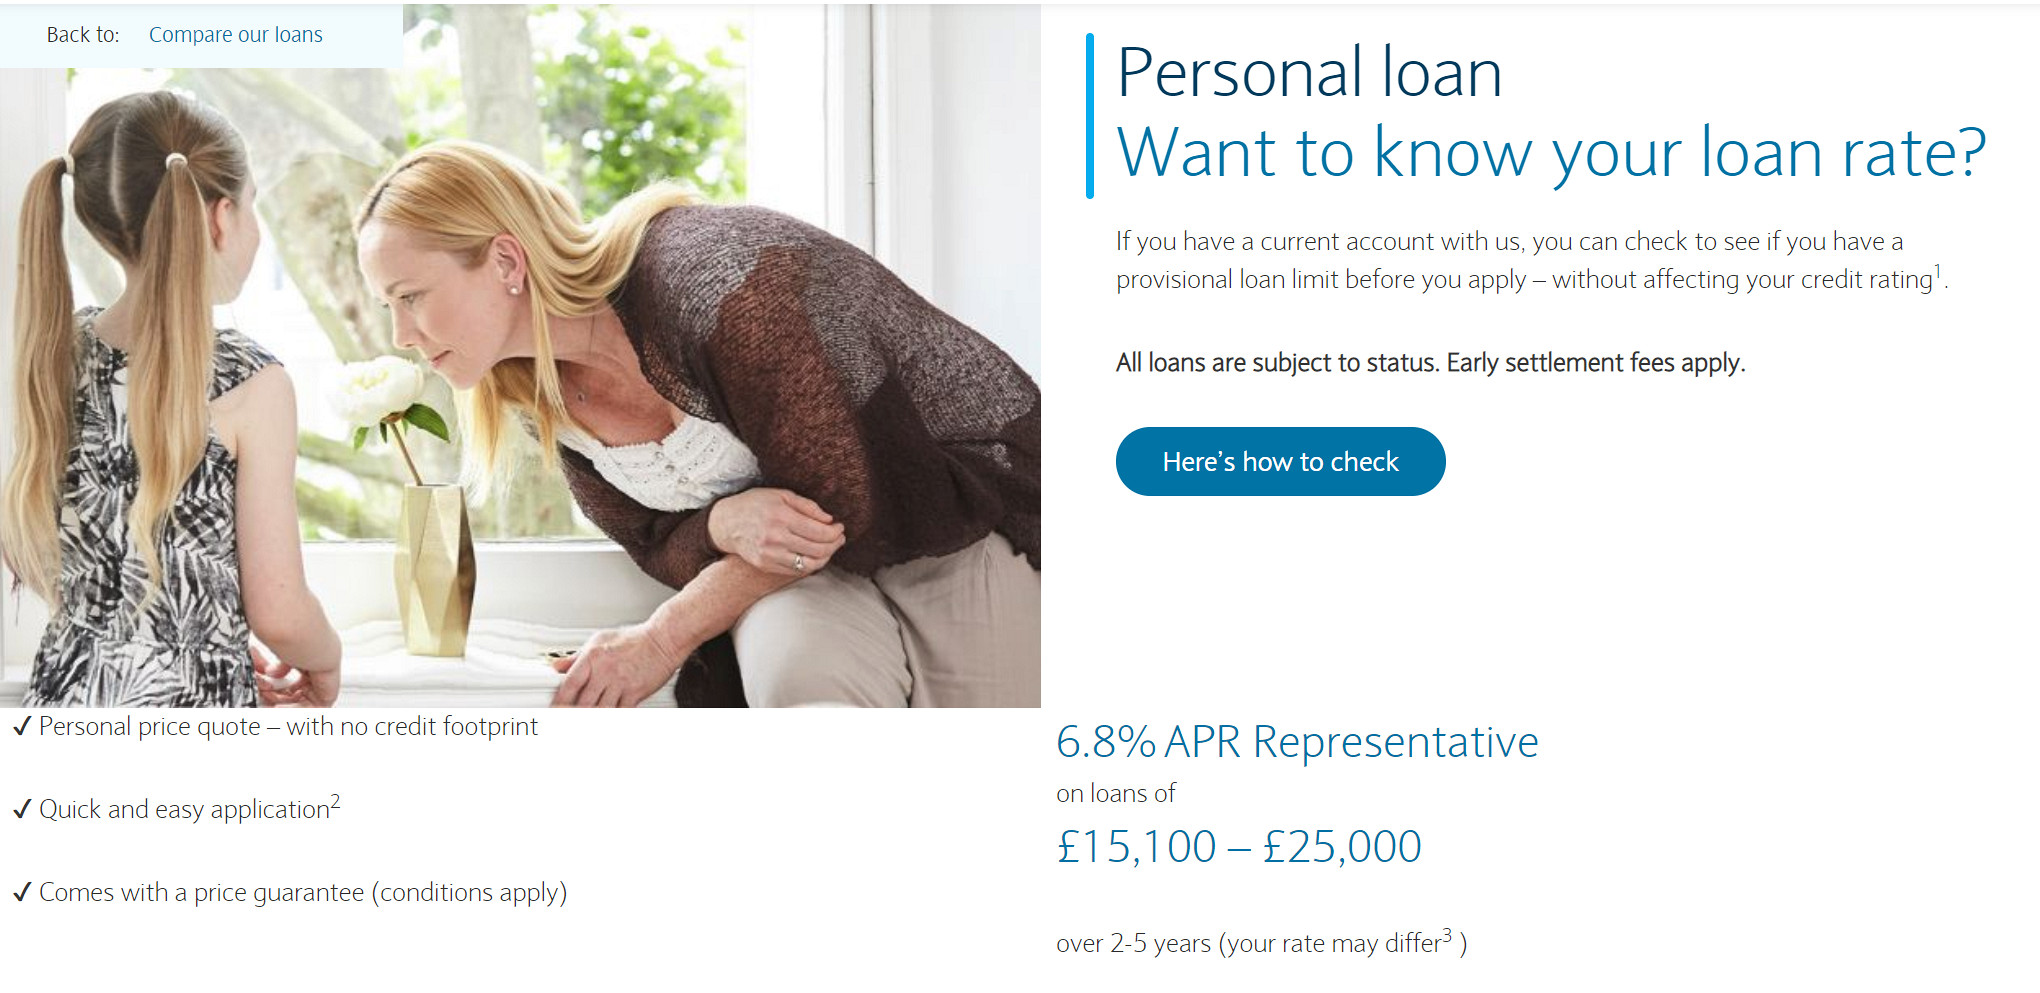 Back to: Compare our loans
Personal loan
Want to know your loan rate?
If you have a current account with us, you can check to see if you have a
provisional loan limit before you apply – without affecting your credit rating¹.
All loans are subject to status. Early settlement fees apply.
Here’s how to check
✓ Personal price quote – with no credit footprint
✓ Quick and easy application²
✓ Comes with a price guarantee (conditions apply)
6.8% APR Representative
on loans of
£15,100 – £25,000
over 2-5 years (your rate may differ³ )